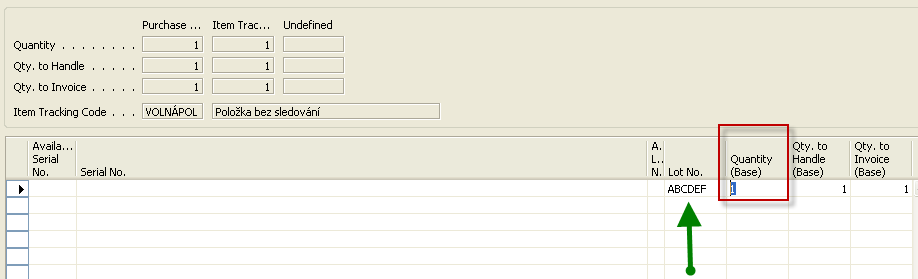 Purchase ... Item Trac... Undefined
Quantity . . . . . . . . 1 1
Qty. to Handle . . . . . 1 1
Qty. to Invoice . . . . . 1 1
Item Tracking Code . . . VOLNÁPOL Položka bez sledování
Availa... Serial No.
Serial No.
A. L.. N.
Lot No.
Quantity (Base)
Qty. to Handle (Base)
Qty. to Invoice (Base)
ABCDEF 1 1 1